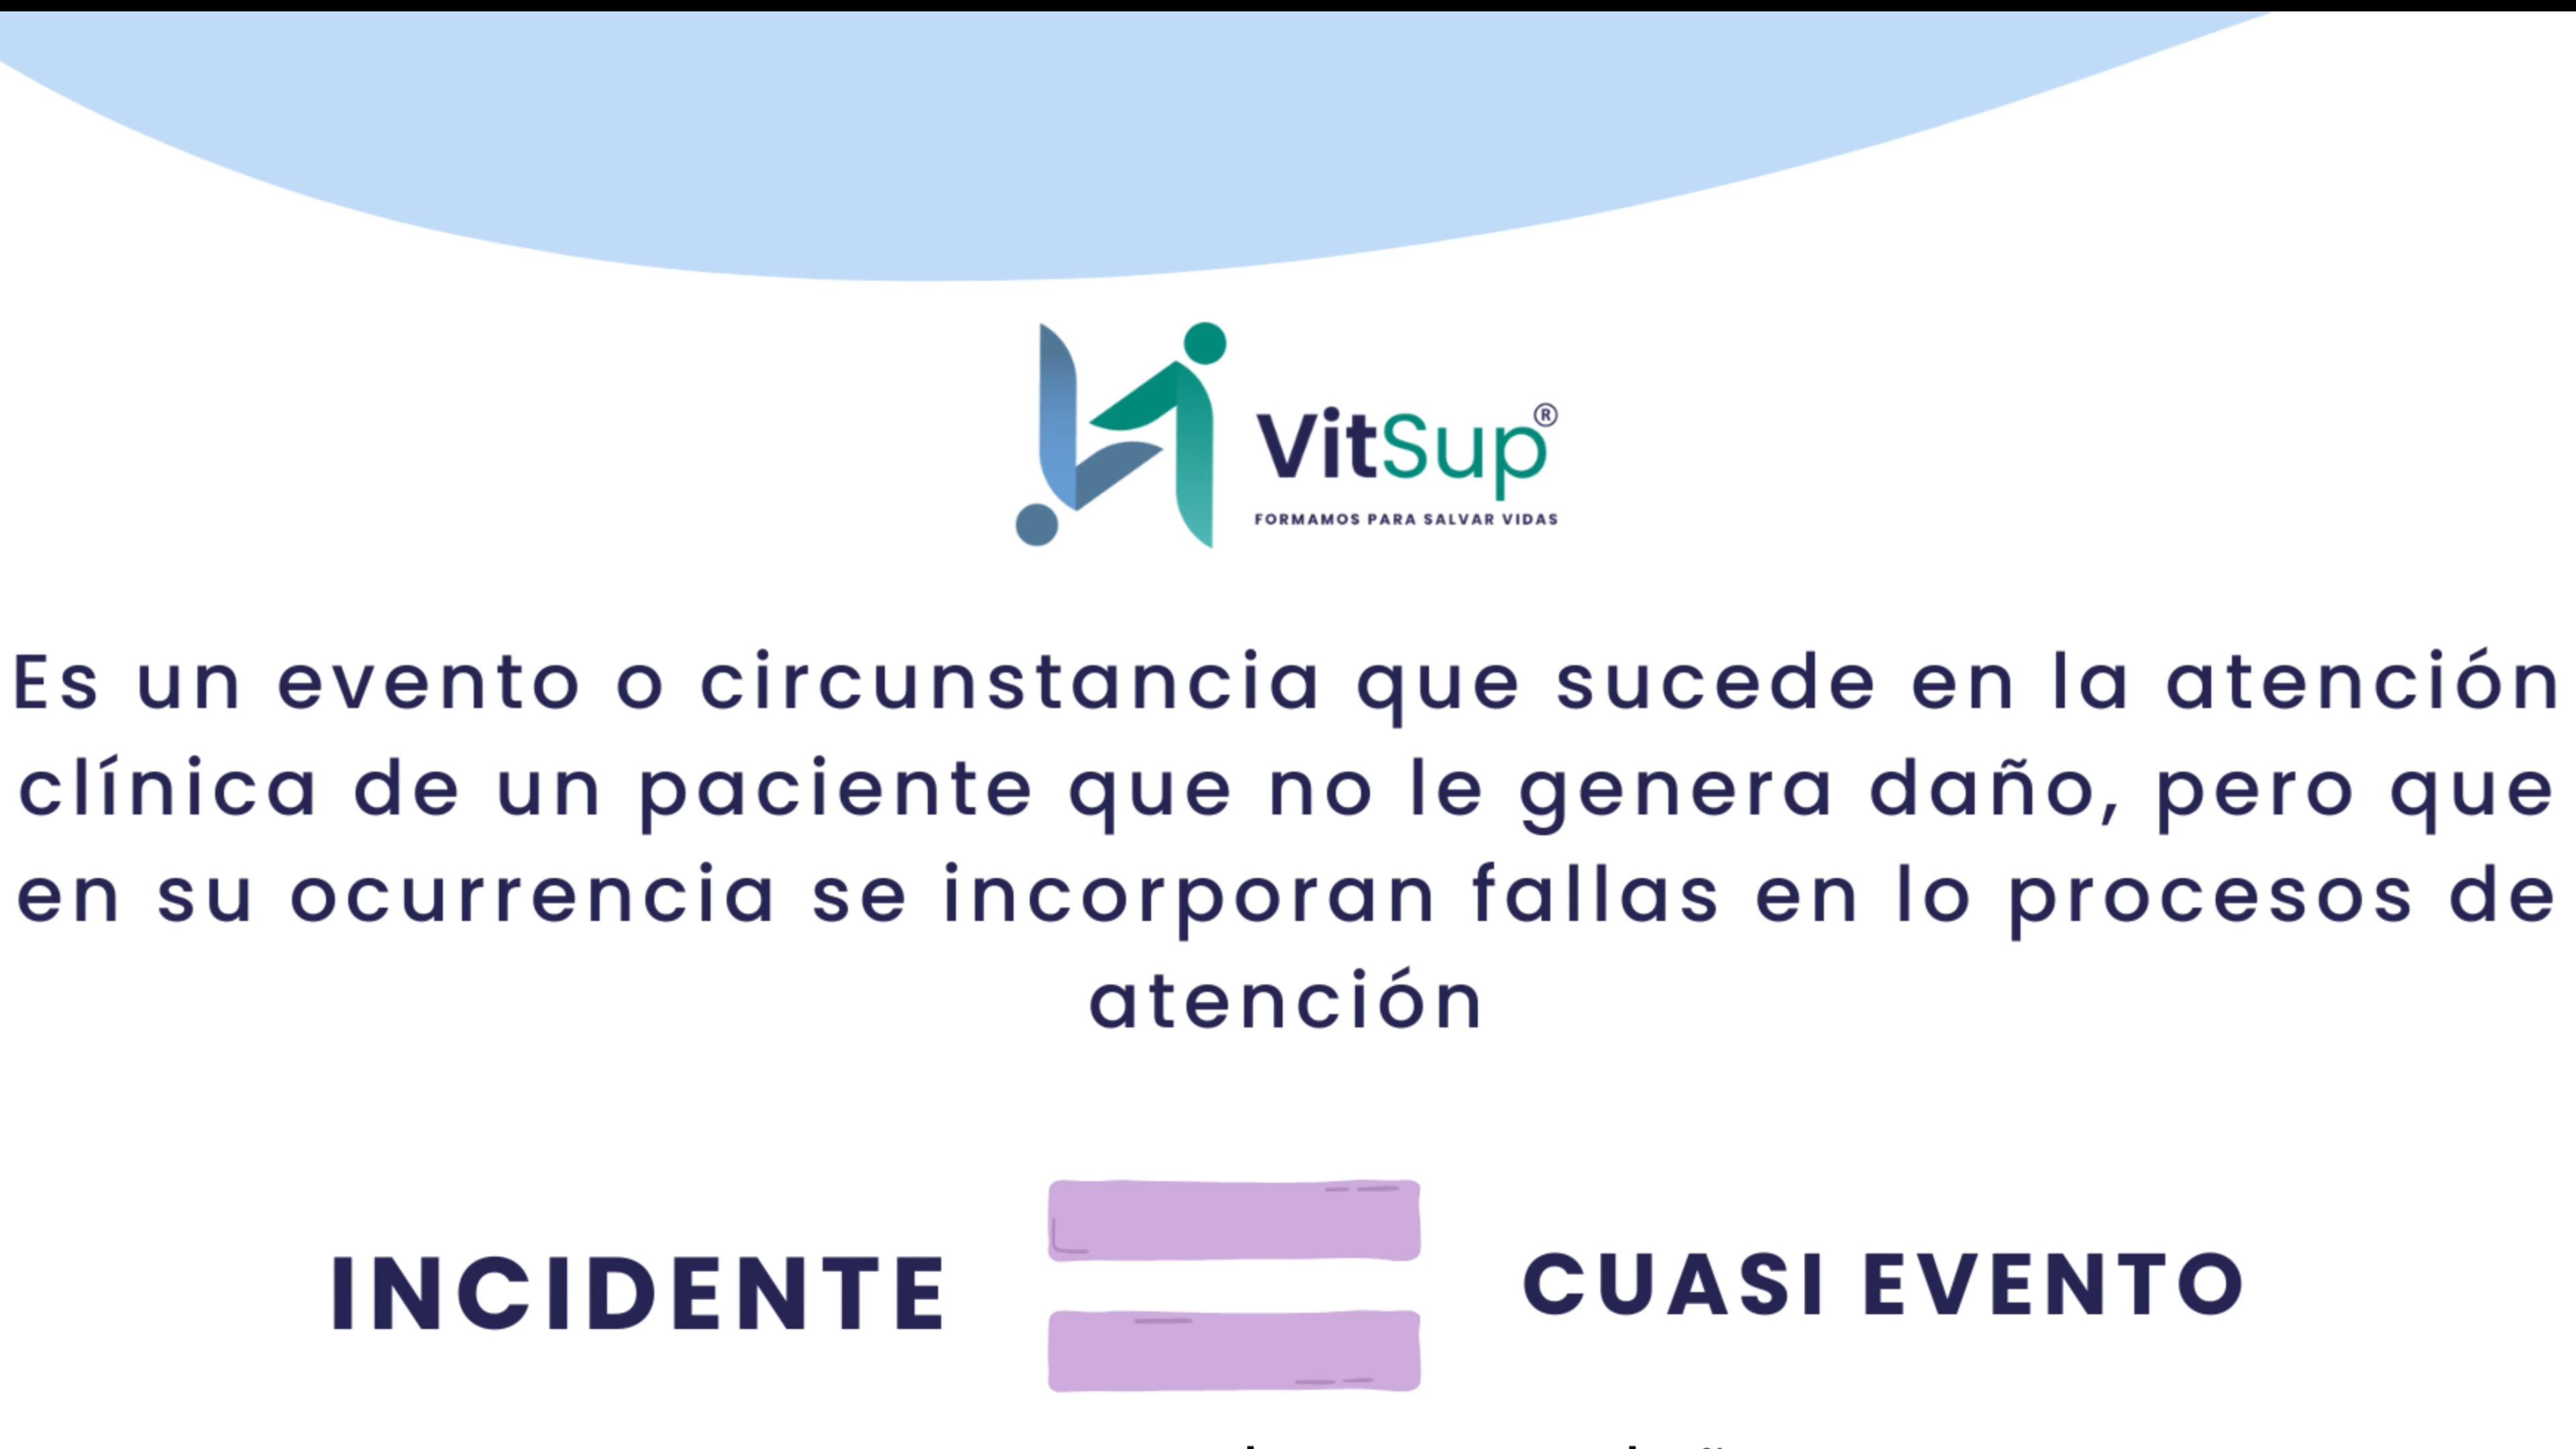 VitSup®
FORMAMOS PARA SALVAR VIDAS
Es un evento o circunstancia que sucede en la atención
clínica de un paciente que no le genera daño, pero que
en su ocurrencia se incorporan fallas en lo procesos de
atención
INCIDENTE
CUASI EVENTO